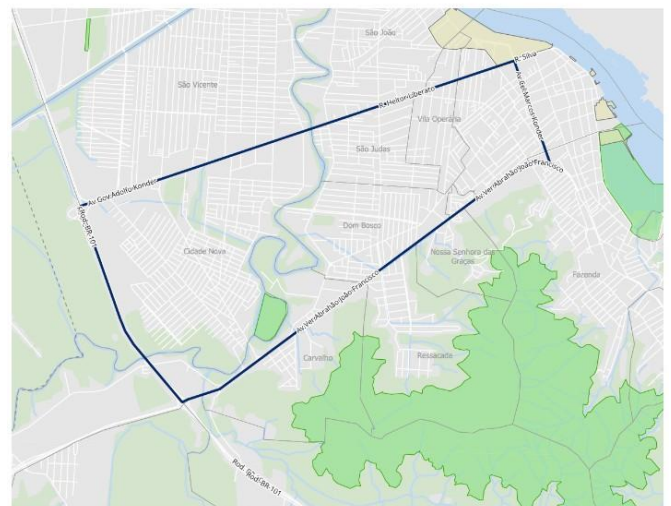 São João
R. Silva
São Vicente
R. Heitor Liberato
Av. Cel. Marcos Konder
Vila Operária
São Judas
Av. Ver. Abrahão João Francisco
Av. Gov. Adolfo Konder
Rod. BR-101
Dom Bosco
Cidade Nova
Nossa Senhora das
Graças
Fazenda
Av. Ver. Abrahão João Francisco
Carvalho
Ressacada
Rod. BR-101